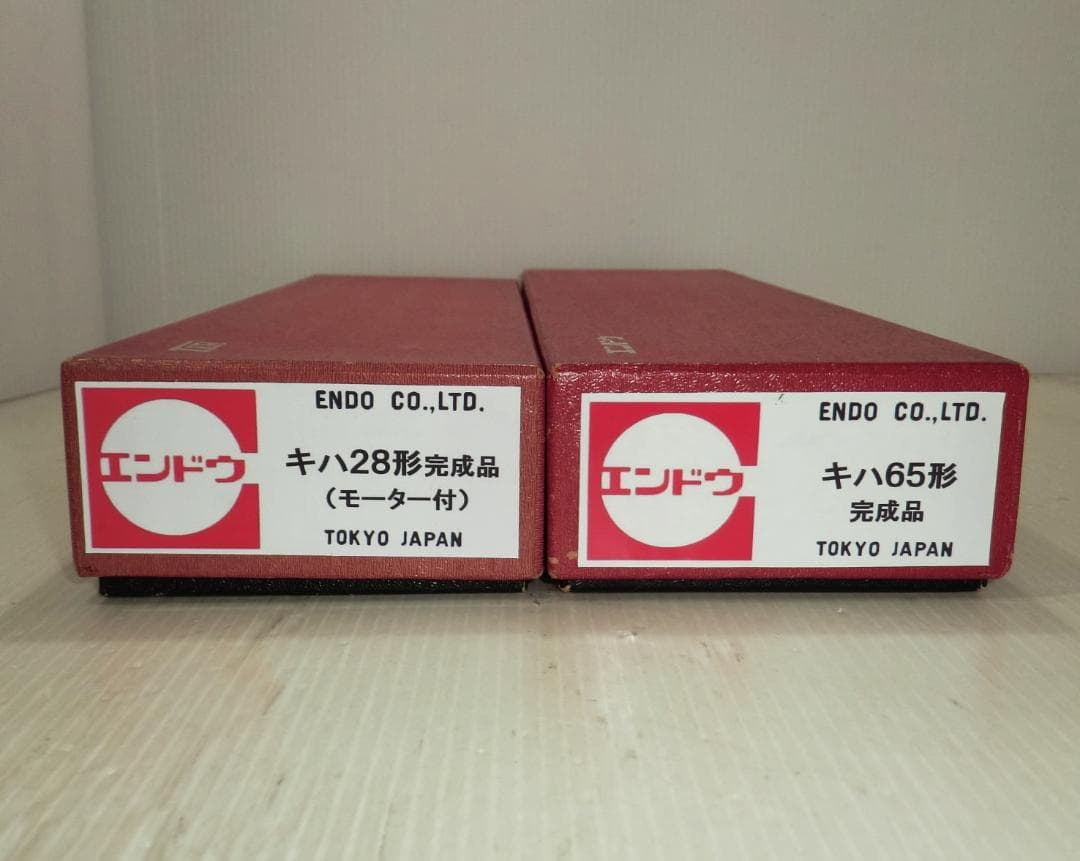 ENDO CO.,LTD.
エンドウ
キハ28形完成品
(モーター付)
TOKYO JAPAN
ENDO CO.,LTD.
エンドウ
キハ65形
完成品
TOKYO JAPAN